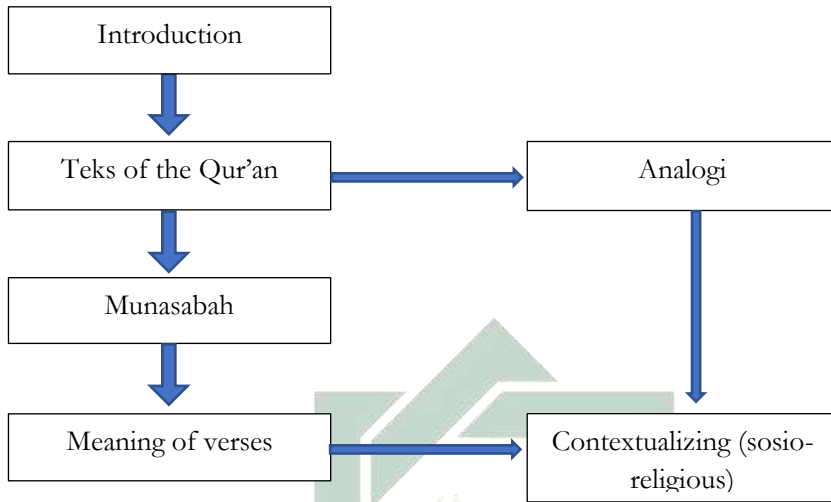 Introduction
Teks of the Qur'an
Analogi
Munasabah
Meaning of verses
Contextualizing (sosio-
religious)